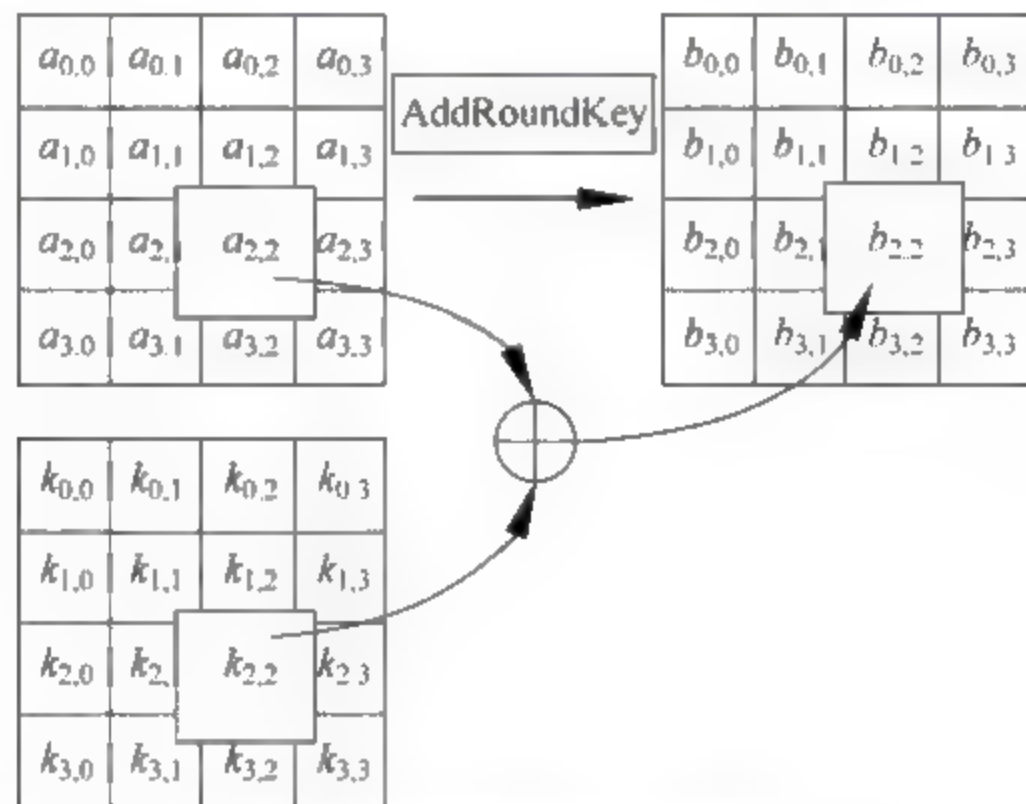 a0,0 a0,1 a0,2 a0,3
a1,0 a1,1 a1,2 a1,3
a2,0 a2, a2,2 a2,3
a3,0 a3,1 a3,2 a3,3
AddRoundKey
b0,0 b0,1 b0,2 b0,3
b1,0 b1,1 b1,2 b1,3
b2,0 b2, b2,2 b2,3
b3,0 b3,1 b3,2 b3,3
k0,0 k0,1 k0,2 k0,3
k1,0 k1,1 k1,2 k1,3
k2,0 k2, k2,2 k2,3
k3,0 k3,1 k3,2 k3,3